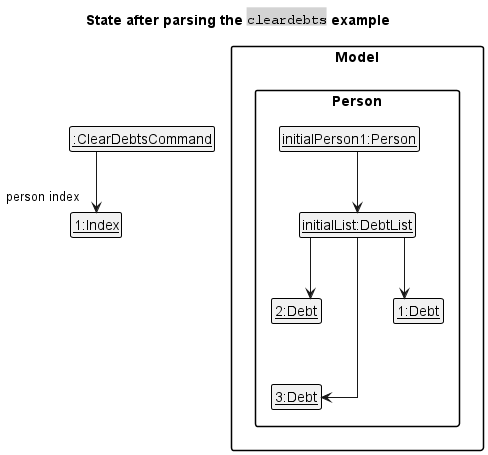 State after parsing the cleardebts example
Model
Person
:ClearDebtsCommand
initialPerson1:Person
person index
1:Index
initialList:DebtList
2:Debt
1:Debt
3:Debt